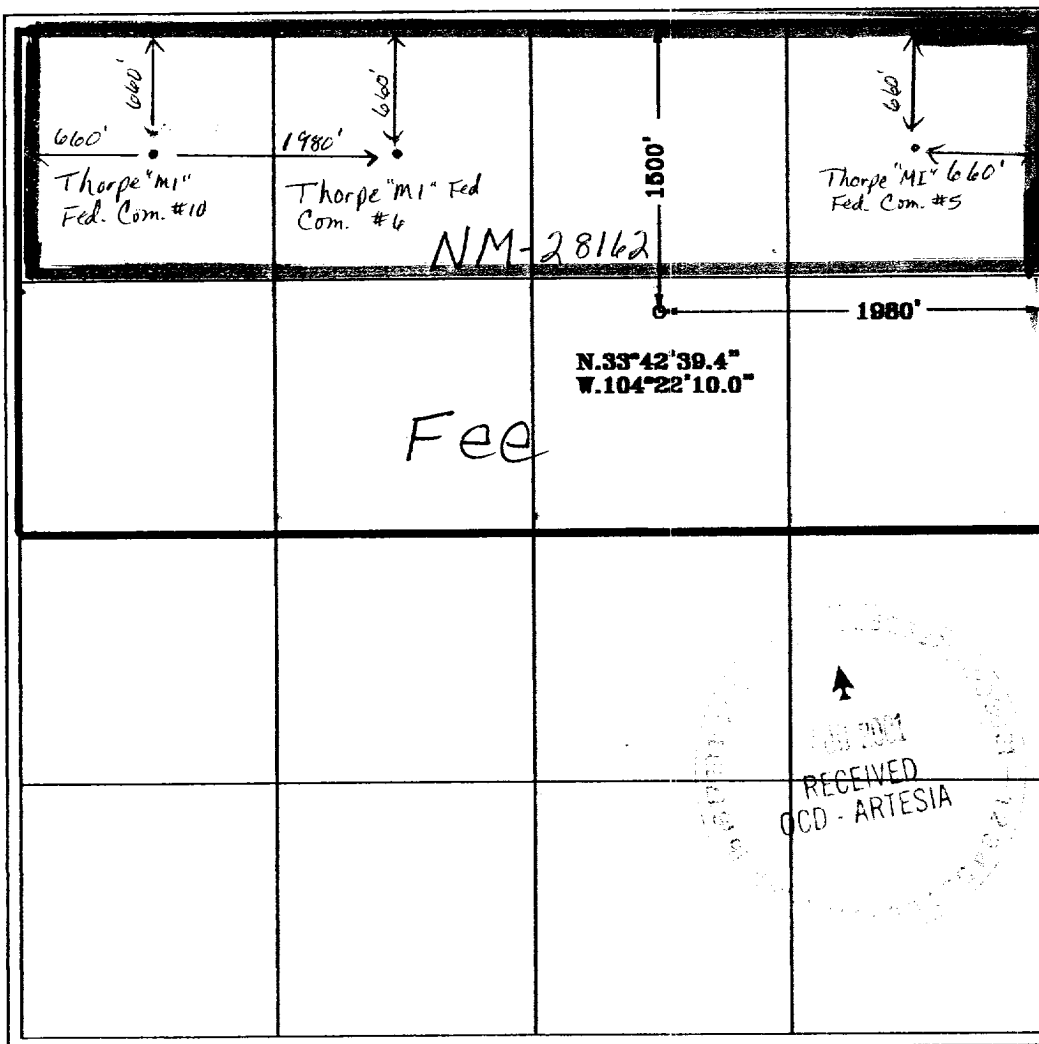 660'
660'
660'
660'
1980'
1500'
Thorpe "MI"
Fed. Com. #10
Thorpe "MI" Fed
Com. #6
Thorpe "MI" 660'
Fed. Com. #5
NM-28162
1980'
N.33°42'39.4"
W.104°22'10.0"
Fee
2001
RECEIVED
OCD - ARTESIA